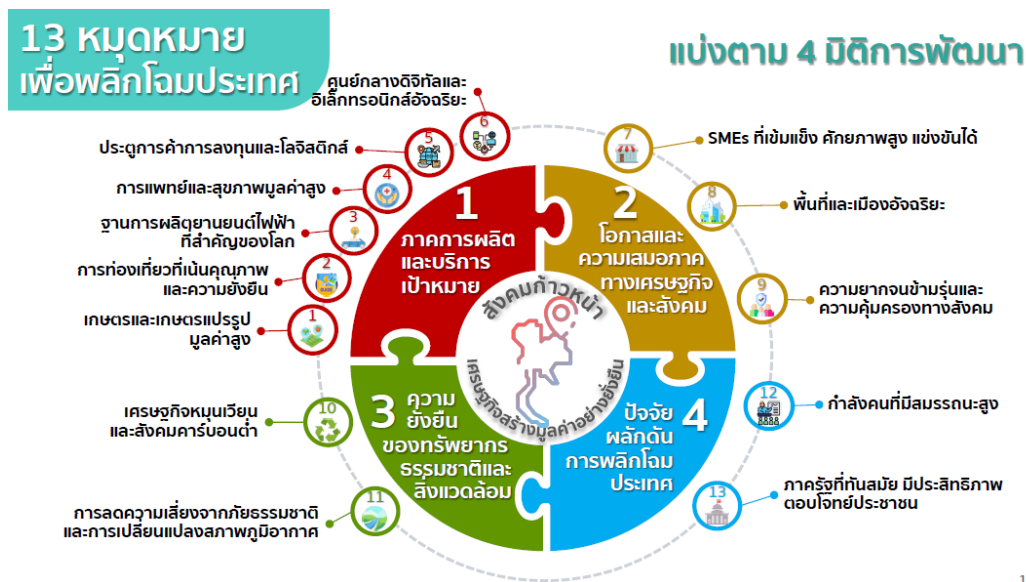 13 หมุดหมาย
เพื่อพลิกโฉมประเทศ
แบ่งตาม 4 มิติการพัฒนา
1
ภาคการผลิต
และบริการ
เป้าหมาย
1
เกษตรและเกษตรแปรรูป
มูลค่าสูง
2
การท่องเที่ยวที่เน้นคุณภาพ
และความยั่งยืน
3
ฐานการผลิตยานยนต์ไฟฟ้า
ที่สำคัญของโลก
4
การแพทย์และสุขภาพมูลค่าสูง
5
ประตูการค้าการลงทุนและโลจิสติกส์
6
ศูนย์กลางดิจิทัลและ
อิเล็กทรอนิกส์อัจฉริยะ
2
โอกาสและ
ความเสมอภาค
ทางเศรษฐกิจ
และสังคม
7
SMEs ที่เข้มแข็ง ศักยภาพสูง แข่งขันได้
8
พื้นที่และเมืองอัจฉริยะ
9
ความยากจนข้ามรุ่นและ
ความคุ้มครองทางสังคม
สังคมก้าวหน้า
เศรษฐกิจสร้างมูลค่าอย่างยั่งยืน
3
ความ
ยั่งยืน
ของทรัพยากร
ธรรมชาติและ
สิ่งแวดล้อม
10
เศรษฐกิจหมุนเวียน
และสังคมคาร์บอนต่ำ
11
การลดความเสี่ยงจากภัยธรรมชาติ
และการเปลี่ยนแปลงสภาพภูมิอากาศ
4
ปัจจัย
ผลักดัน
การพลิกโฉม
ประเทศ
12
กำลังคนที่มีสมรรถนะสูง
13
ภาครัฐที่ทันสมัย มีประสิทธิภาพ
ตอบโจทย์ประชาชน
1